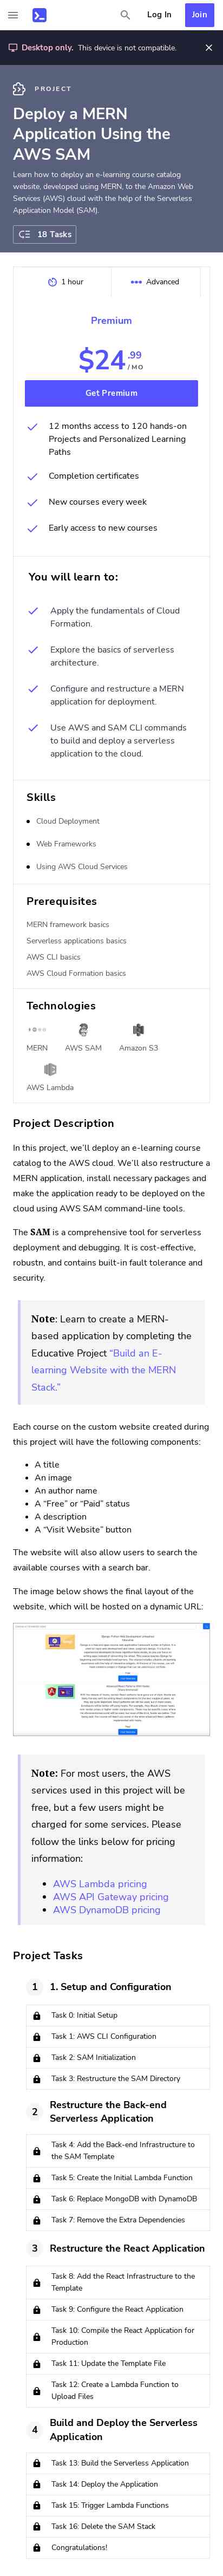 Log In
Join
Desktop only. This device is not compatible.
PROJECT
Deploy a MERN
Application Using the
AWS SAM
Learn how to deploy an e-learning course catalog
website, developed using MERN, to the Amazon Web
Services (AWS) cloud with the help of the Serverless
Application Model (SAM).
18 Tasks
1 hour
Advanced
Premium
$24.99
/ MO
Get Premium
12 months access to 120 hands-on
Projects and Personalized Learning
Paths
Completion certificates
New courses every week
Early access to new courses
You will learn to:
Apply the fundamentals of Cloud
Formation.
Explore the basics of serverless
architecture.
Configure and restructure a MERN
application for deployment.
Use AWS and SAM CLI commands
to build and deploy a serverless
application to the cloud.
Skills
Cloud Deployment
Web Frameworks
Using AWS Cloud Services
Prerequisites
MERN framework basics
Serverless applications basics
AWS CLI basics
AWS Cloud Formation basics
Technologies
MERN
AWS SAM
Amazon S3
AWS Lambda
Project Description
In this project, we’ll deploy an e-learning course
catalog to the AWS cloud. We’ll also restructure a
MERN application, install necessary packages and
make the application ready to be deployed on the
cloud using AWS SAM command-line tools.
The SAM is a comprehensive tool for serverless
deployment and debugging. It is cost-effective,
robust, and contains built-in fault tolerance and
security.
Note: Learn to create a MERN-
based application by completing the
Educative Project “Build an E-
learning Website with the MERN
Stack.”
Each course on the custom website created during
this project will have the following components:
• A title
• An image
• An author name
• A “Free” or “Paid” status
• A description
• A “Visit Website” button
The website will also allow users to search the
available courses with a search bar.
The image below shows the final layout of the
website, which will be hosted on a dynamic URL:
Note: For most users, the AWS
services used in this project will be
free, but a few users might be
charged for some services. Please
follow the links below for pricing
information:
• AWS Lambda pricing
• AWS API Gateway pricing
• AWS DynamoDB pricing
Project Tasks
1 1. Setup and Configuration
Task 0: Initial Setup
Task 1: AWS CLI Configuration
Task 2: SAM Initialization
Task 3: Restructure the SAM Directory
2 Restructure the Back-end
Serverless Application
Task 4: Add the Back-end Infrastructure to
the SAM Template
Task 5: Create the Initial Lambda Function
Task 6: Replace MongoDB with DynamoDB
Task 7: Remove the Extra Dependencies
3 Restructure the React Application
Task 8: Add the React Infrastructure to the
Template
Task 9: Configure the React Application
Task 10: Compile the React Application for
Production
Task 11: Update the Template File
Task 12: Create a Lambda Function to
Upload Files
4 Build and Deploy the Serverless
Application
Task 13: Build the Serverless Application
Task 14: Deploy the Application
Task 15: Trigger Lambda Functions
Task 16: Delete the SAM Stack
Congratulations!